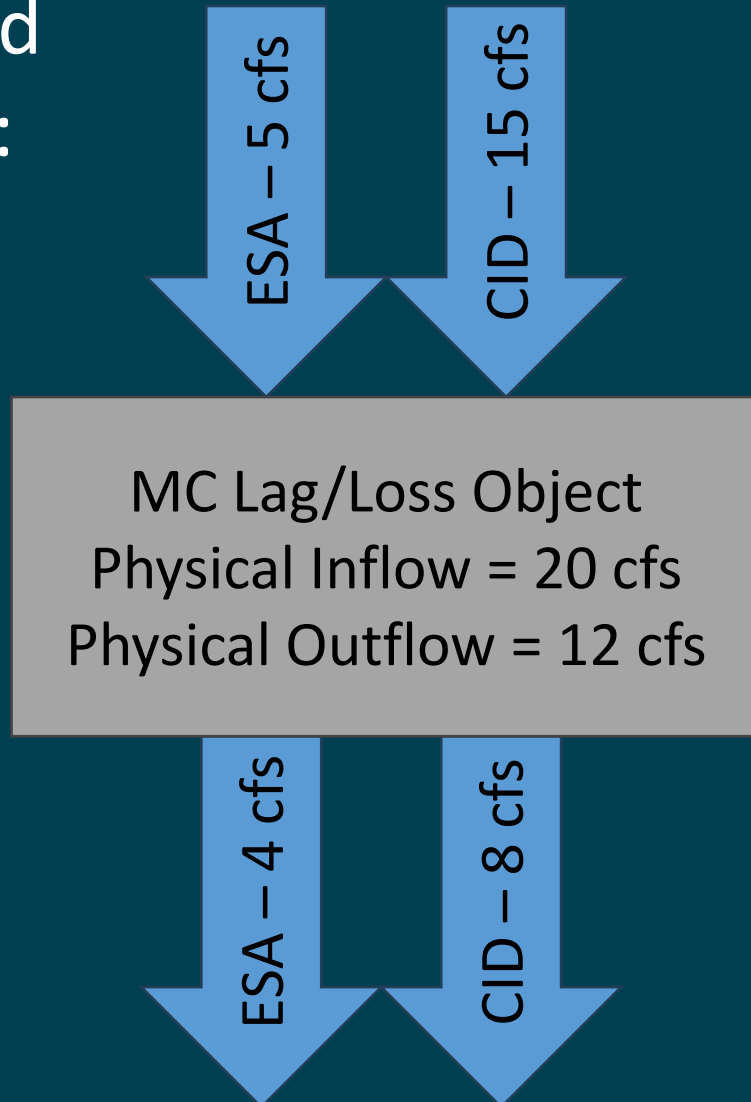 d
:
ESA – 5 cfs
CID – 15 cfs
MC Lag/Loss Object
Physical Inflow = 20 cfs
Physical Outflow = 12 cfs
ESA – 4 cfs
CID – 8 cfs